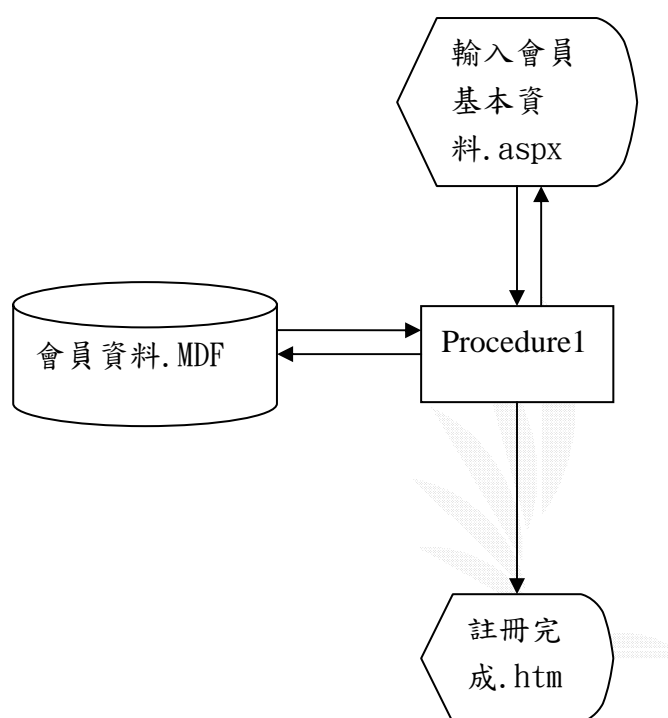 輸入會員
基本資
料.aspx
會員資料.MDF
Procedure1
註冊完
成.htm